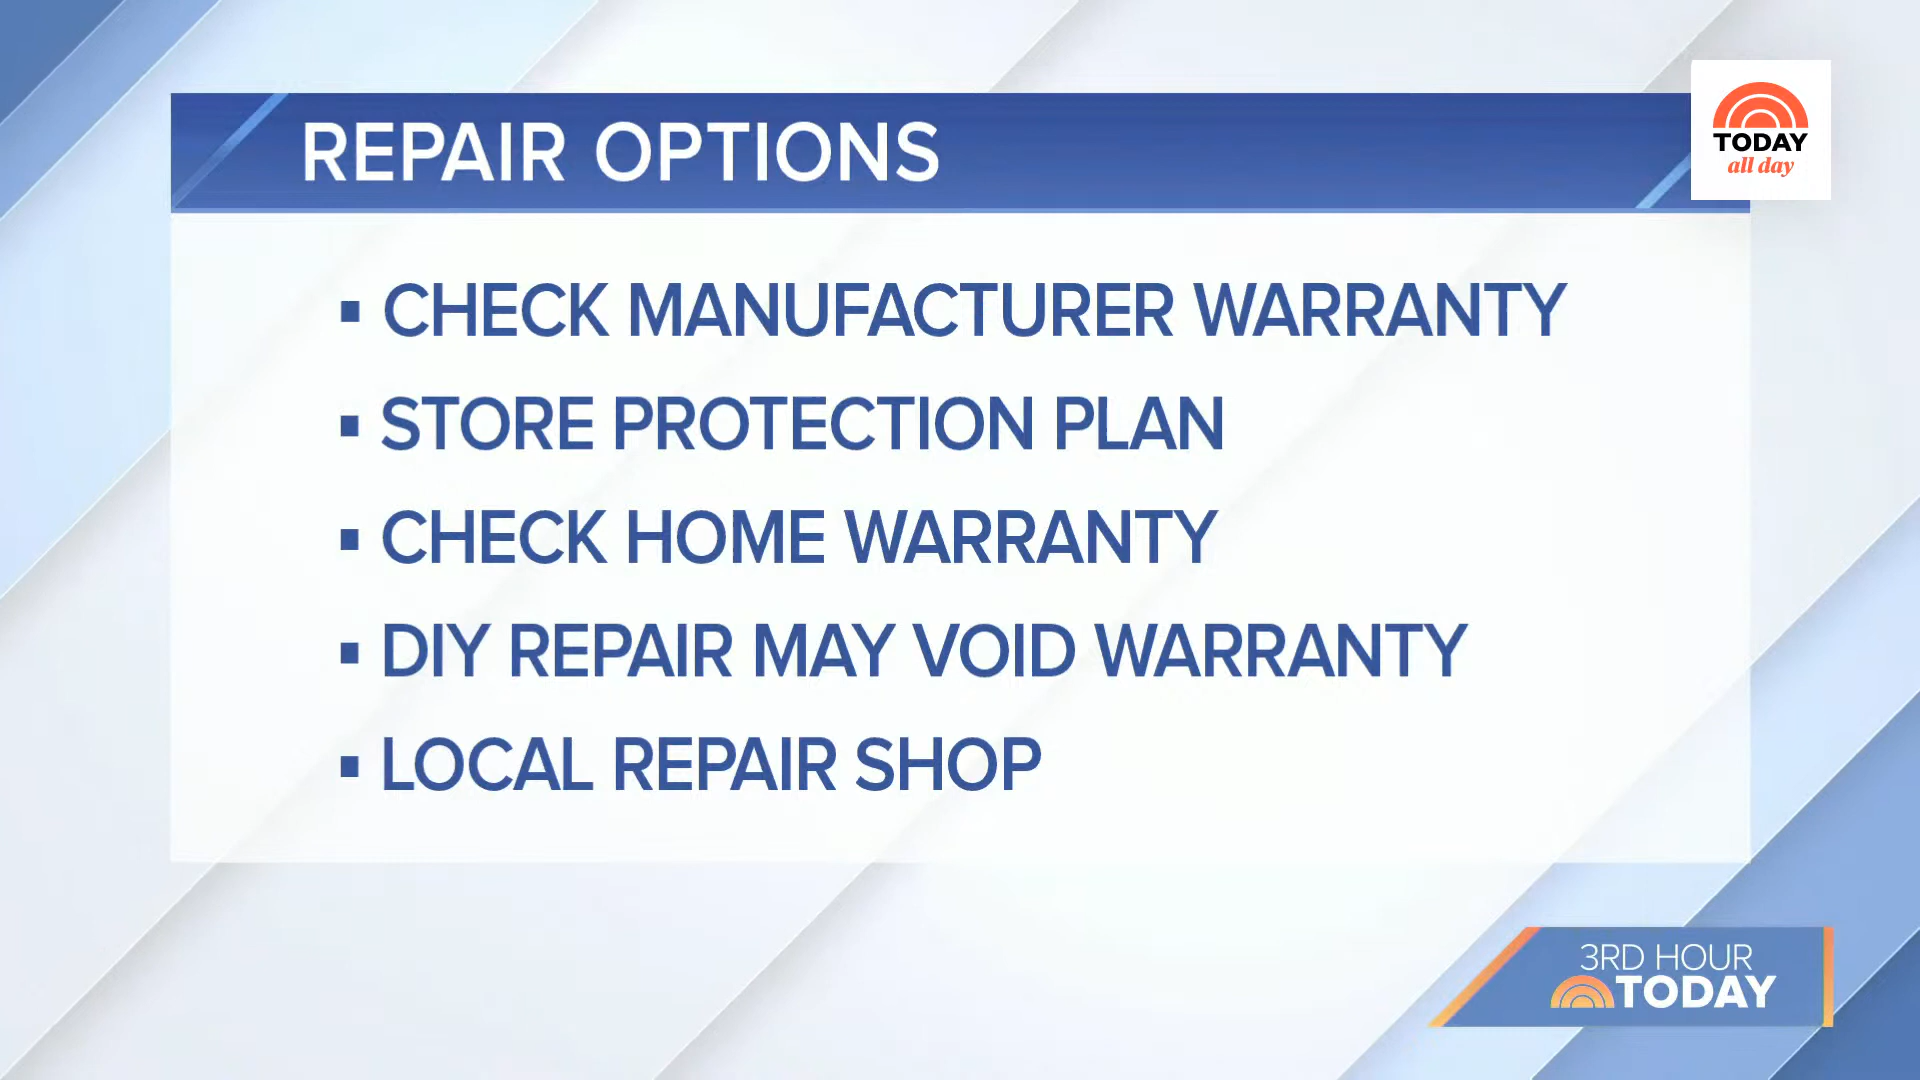 REPAIR OPTIONS
TODAY
all day
▪ CHECK MANUFACTURER WARRANTY
▪ STORE PROTECTION PLAN
▪ CHECK HOME WARRANTY
▪ DIY REPAIR MAY VOID WARRANTY
▪ LOCAL REPAIR SHOP
3RD HOUR
TODAY